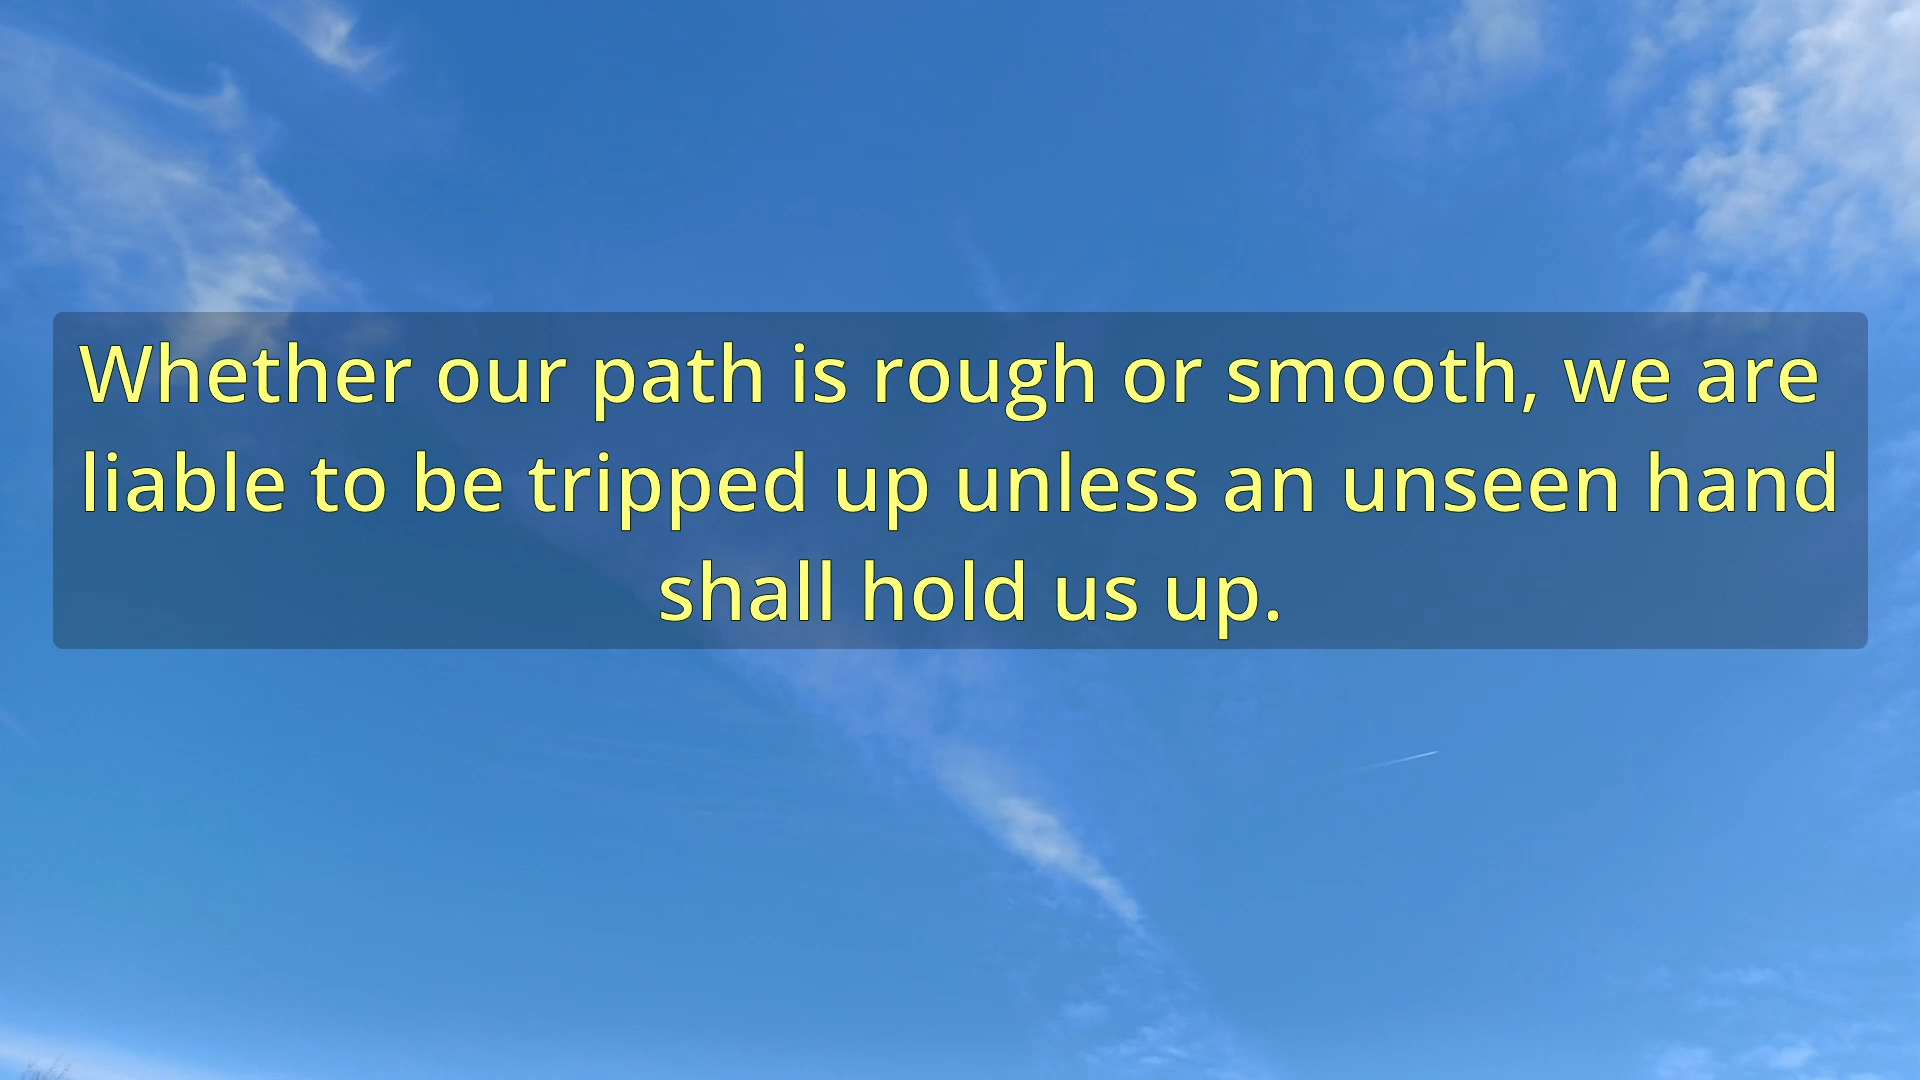 Whether our path is rough or smooth, we are
liable to be tripped up unless an unseen hand
shall hold us up.